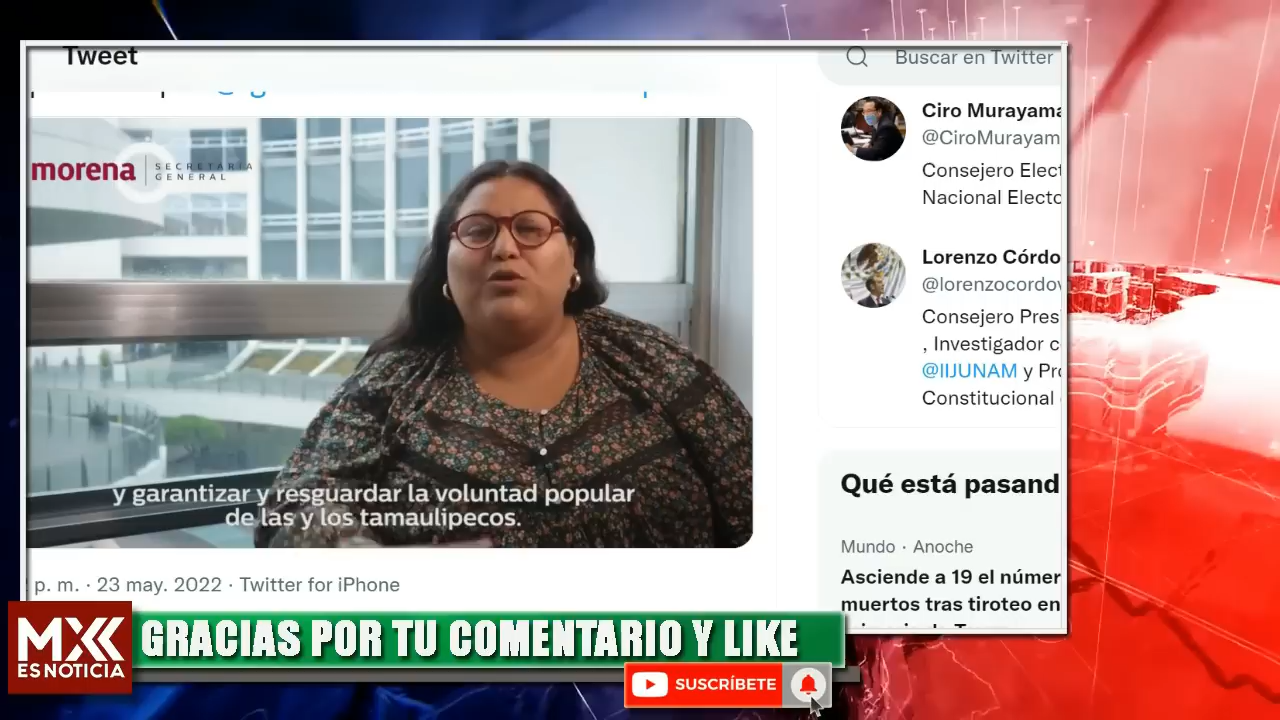 Tweet
Buscar en Twitter
morena
SECRETARÍA
GENERAL
y garantizar y resguardar la voluntad popular
de las y los tamaulipecos.
p. m. · 23 may. 2022 · Twitter for iPhone
Ciro Murayama
@CiroMurayam
Consejero Elect
Nacional Electo
Lorenzo Córdo
@lorenzocordov
Consejero Pres
, Investigador c
@IIJUNAM y Pro
Constitucional
Qué está pasand
Mundo · Anoche
Asciende a 19 el númer
muertos tras tiroteo en
MX
ES NOTICIA
GRACIAS POR TU COMENTARIO Y LIKE
SUSCRÍBETE